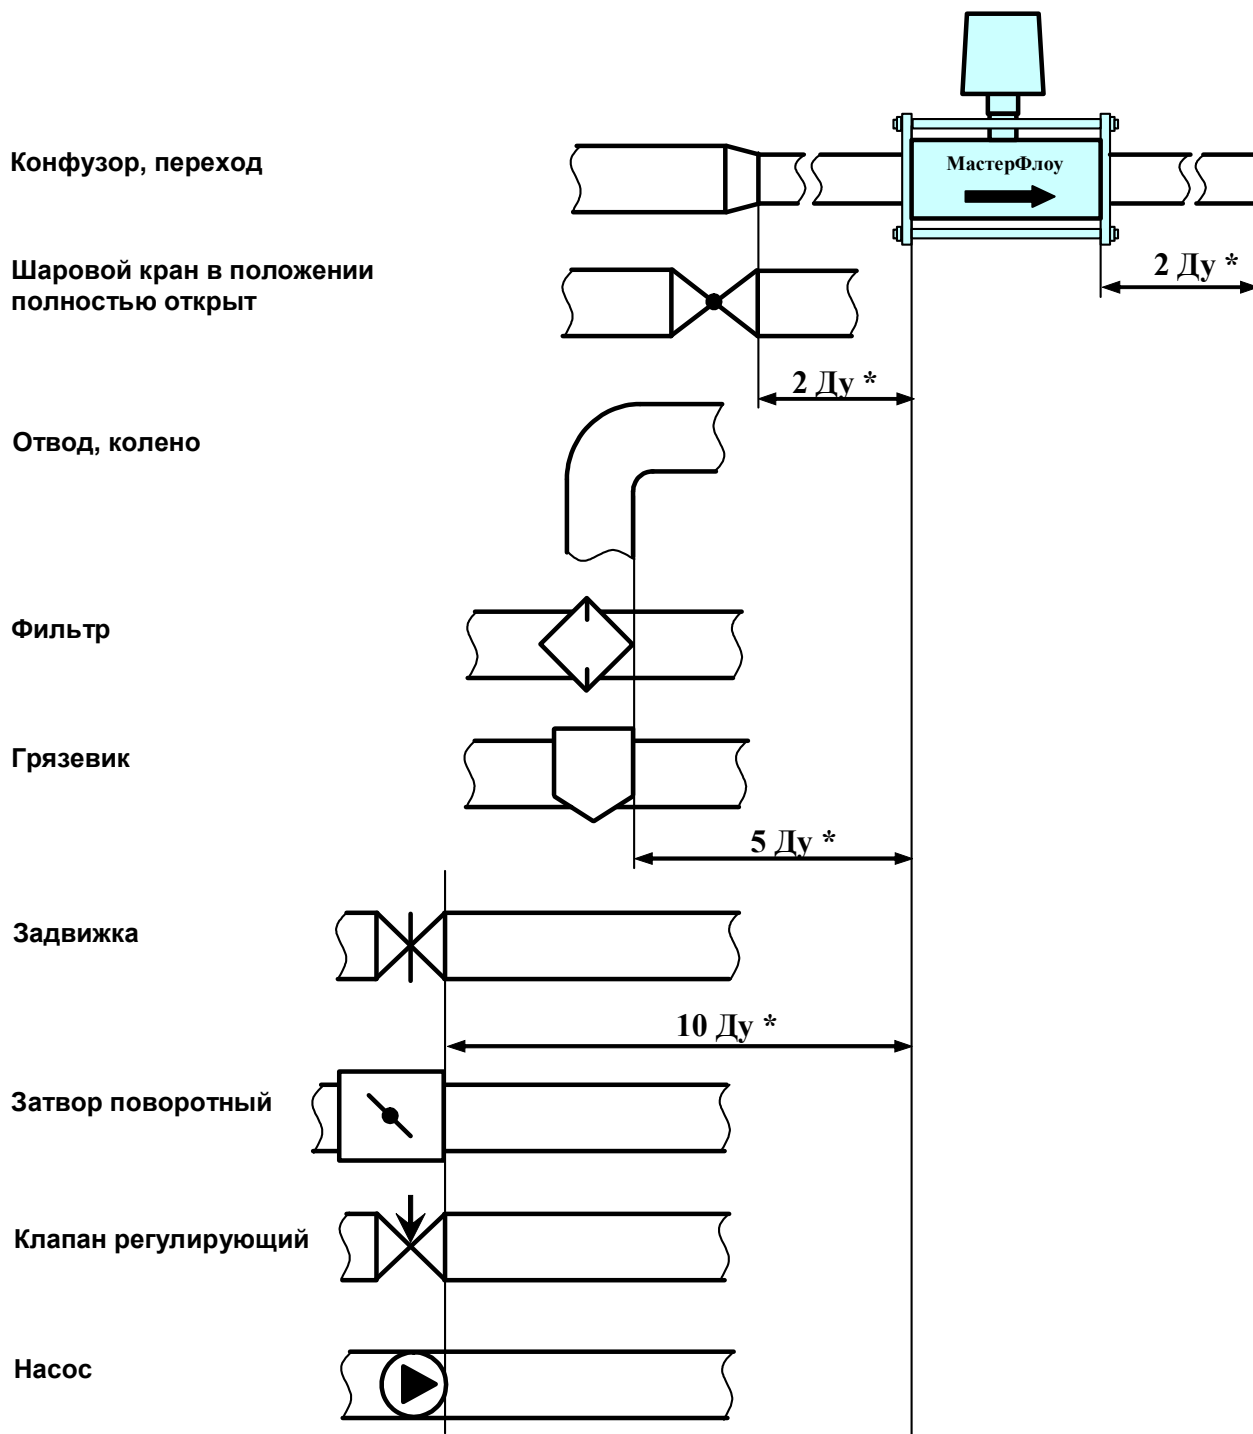 Конфузор, переход
МастерФлоу
Шаровой кран в положении
полностью открыт
2 Ду *
2 Ду *
Отвод, колено
Фильтр
Грязевик
5 Ду *
Задвижка
10 Ду *
Затвор поворотный
Клапан регулирующий
Насос